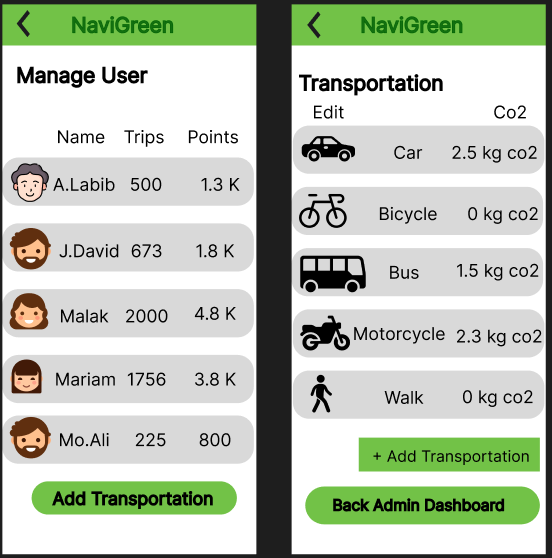 NaviGreen
Manage User
Name Trips Points
A.Labib 500 1.3 K
J.David 673 1.8 K
Malak 2000 4.8 K
Mariam 1756 3.8 K
Mo.Ali 225 800
Add Transportation
NaviGreen
Transportation
Edit Co2
Car 2.5 kg co2
Bicycle 0 kg co2
Bus 1.5 kg co2
Motorcycle 2.3 kg co2
Walk 0 kg co2
+ Add Transportation
Back Admin Dashboard